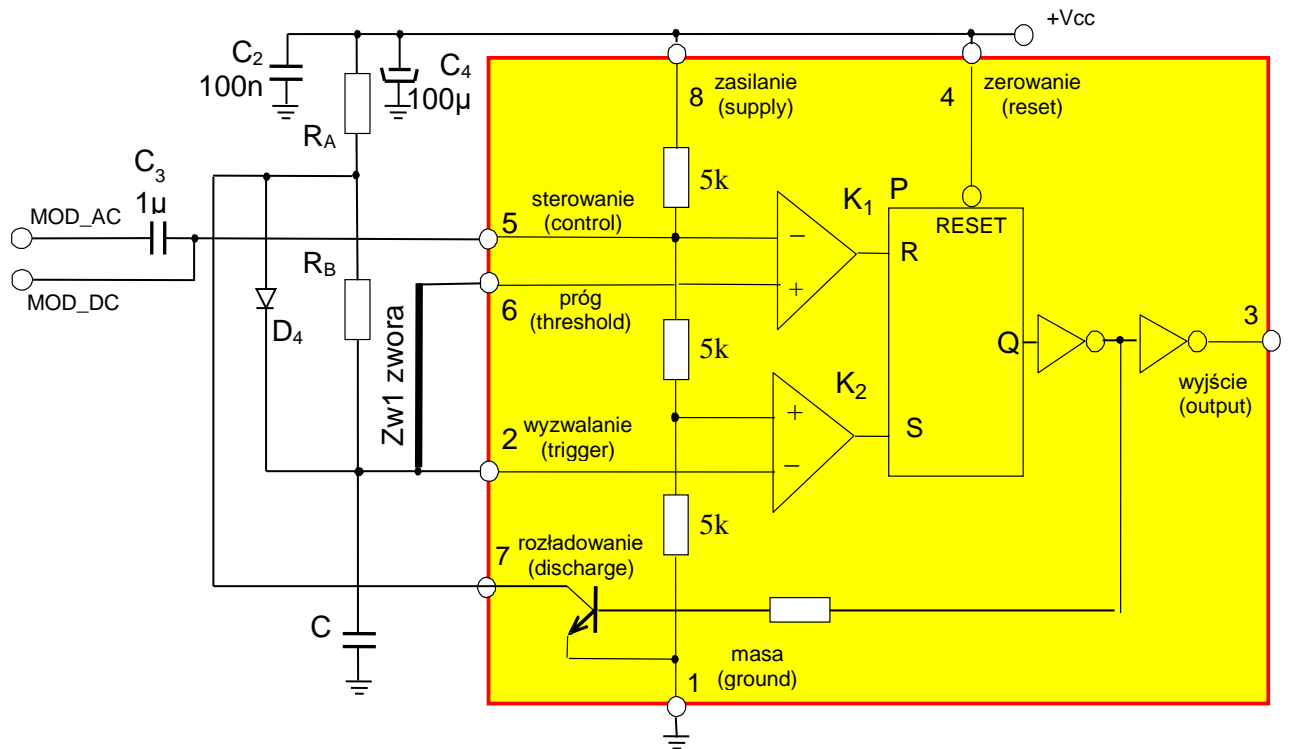 +Vcc
C2
100n
C4
100µ
RA
8 zasilanie
(supply)
4 zerowanie
(reset)
C3
1µ
MOD_AC
MOD_DC
5k
5 sterowanie
(control)
K1
P
RESET
R
RB
D4
Zw1 zwora
6 próg
(threshold)
−
+
5k
Q
3
wyjście
(output)
K2
+
−
S
2 wyzwalanie
(trigger)
5k
7 rozładowanie
(discharge)
C
masa
(ground)
1